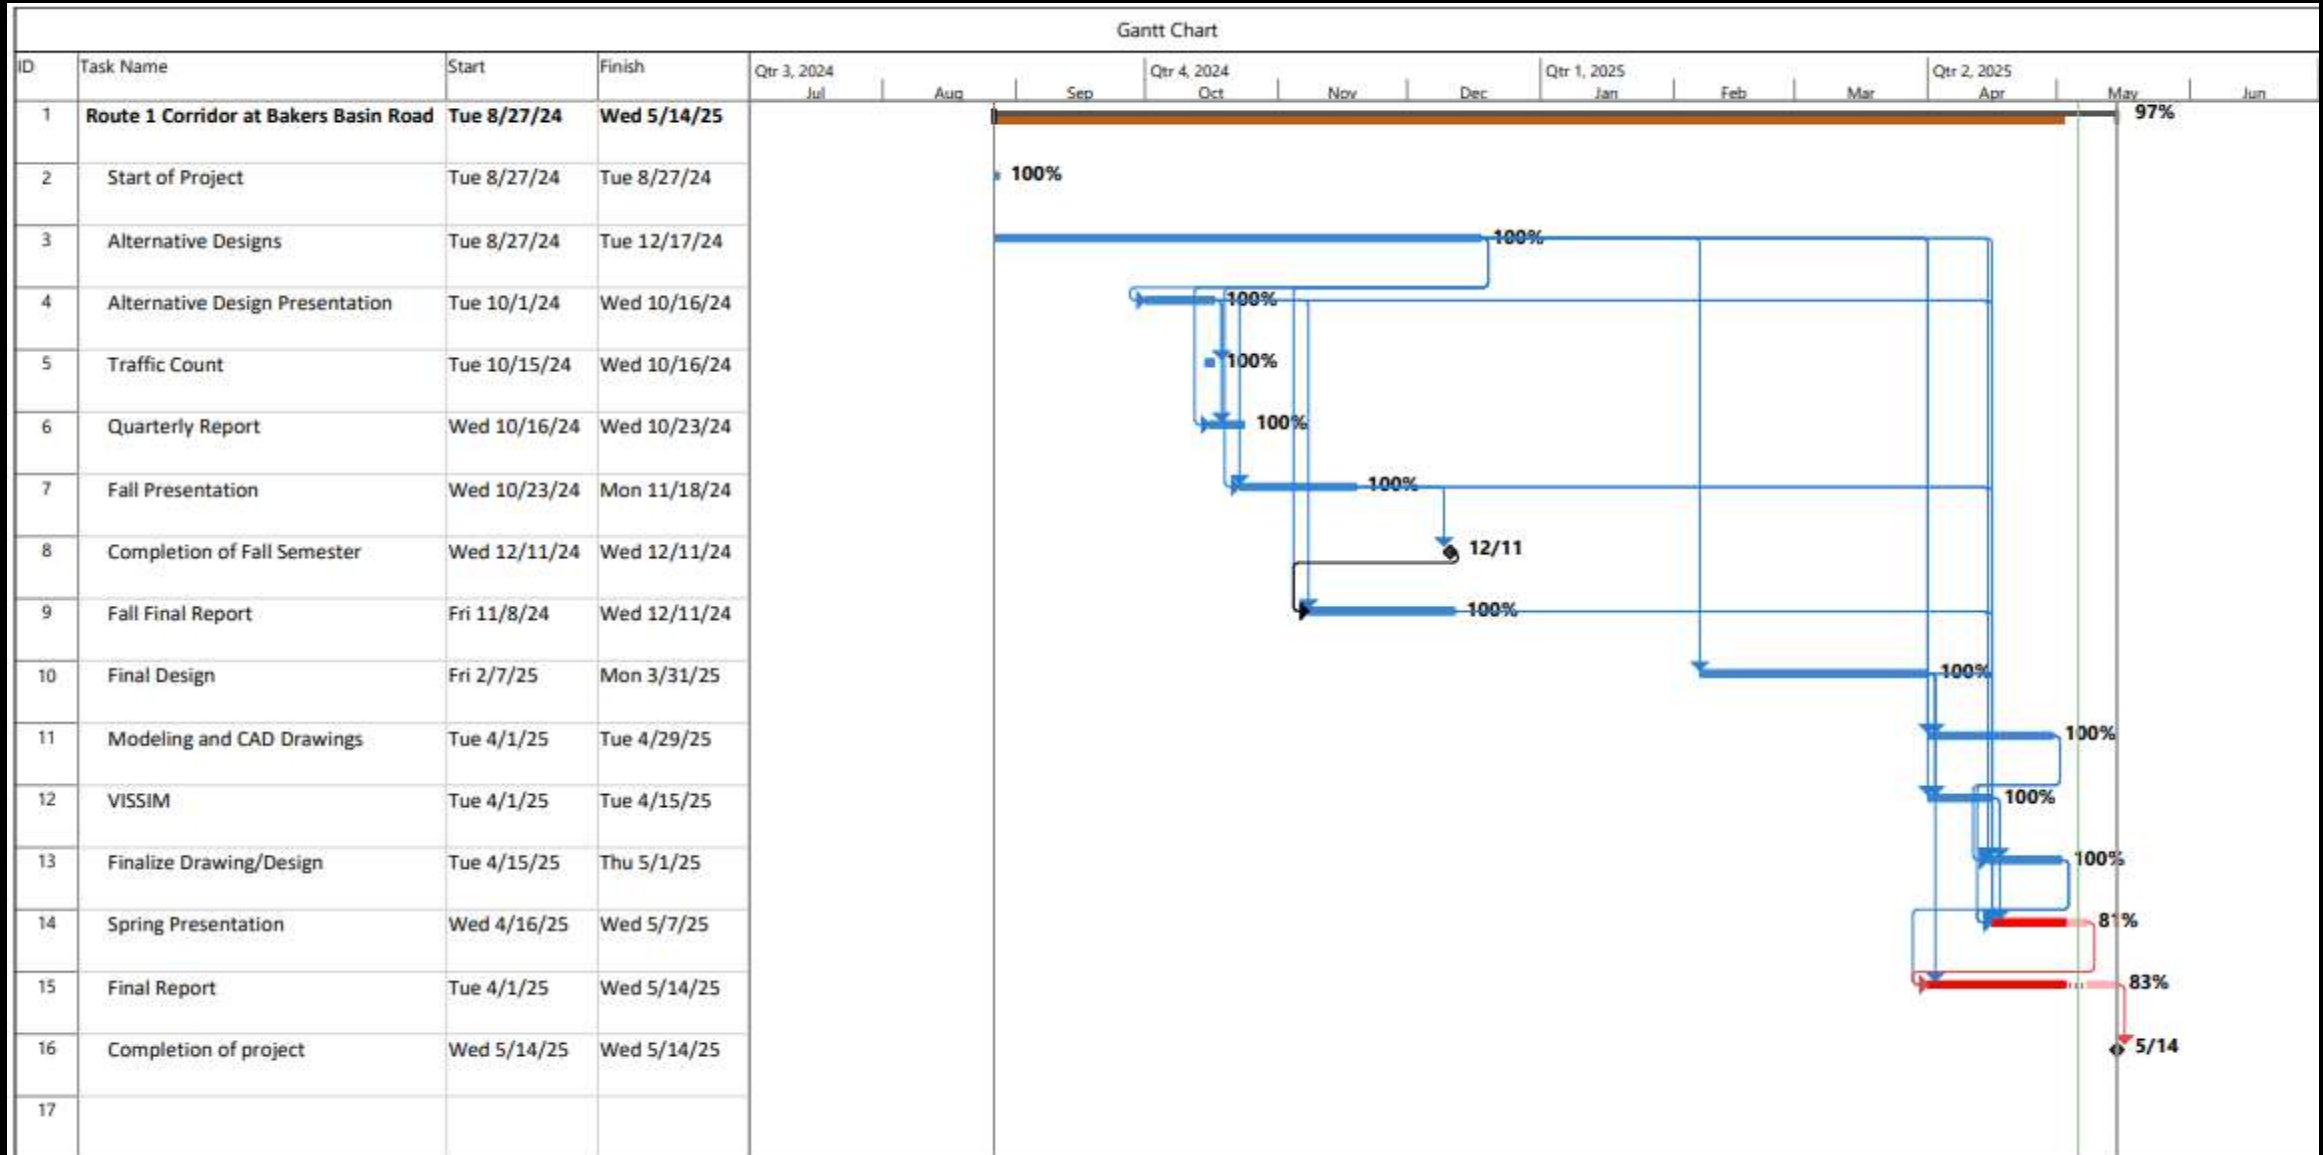 Gantt Chart
ID Task Name Start Finish Qtr 3, 2024 Qtr 4, 2024 Qtr 1, 2025 Qtr 2, 2025
Jul Aug Sep Oct Nov Dec Jan Feb Mar Apr May Jun
1 Route 1 Corridor at Bakers Basin Road Tue 8/27/24 Wed 5/14/25 97%
2 Start of Project Tue 8/27/24 Tue 8/27/24 100%
3 Alternative Designs Tue 8/27/24 Tue 12/17/24 100%
4 Alternative Design Presentation Tue 10/1/24 Wed 10/16/24 100%
5 Traffic Count Tue 10/15/24 Wed 10/16/24 100%
6 Quarterly Report Wed 10/16/24 Wed 10/23/24 100%
7 Fall Presentation Wed 10/23/24 Mon 11/18/24 100%
8 Completion of Fall Semester Wed 12/11/24 Wed 12/11/24 12/11
9 Fall Final Report Fri 11/8/24 Wed 12/11/24 100%
10 Final Design Fri 2/7/25 Mon 3/31/25 100%
11 Modeling and CAD Drawings Tue 4/1/25 Tue 4/29/25 100%
12 VISSIM Tue 4/1/25 Tue 4/15/25 100%
13 Finalize Drawing/Design Tue 4/15/25 Thu 5/1/25 100%
14 Spring Presentation Wed 4/16/25 Wed 5/7/25 81%
15 Final Report Tue 4/1/25 Wed 5/14/25 83%
16 Completion of project Wed 5/14/25 Wed 5/14/25 5/14
17